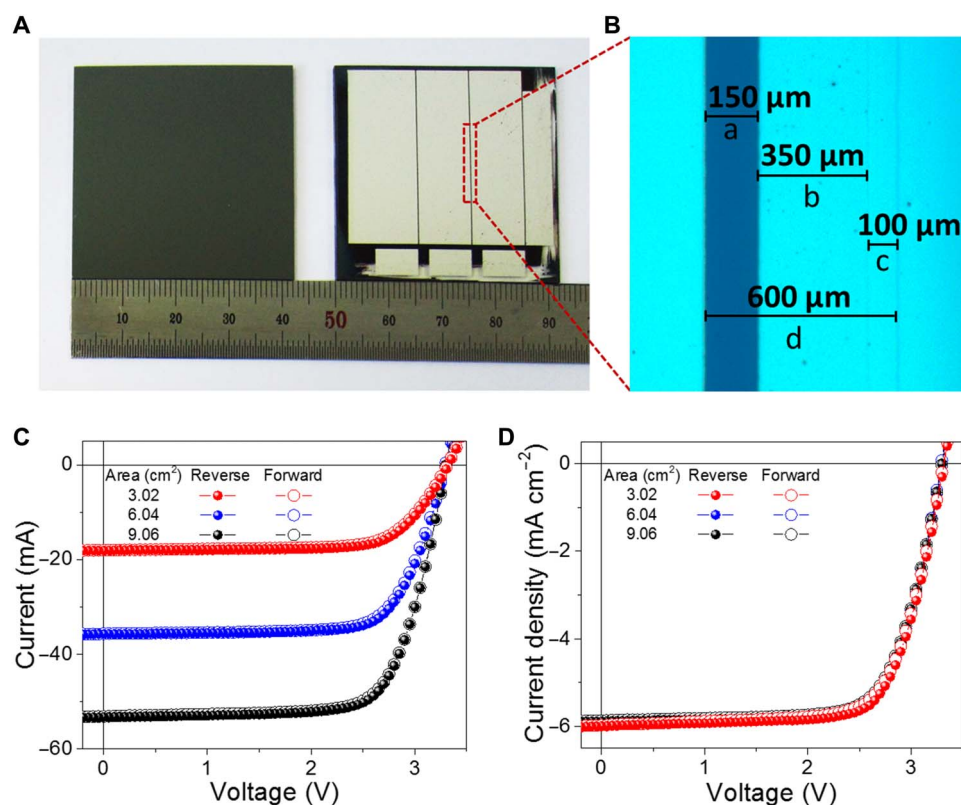 A
B
10 20 30 40 50 60 70 80 90
150 μm
a
350 μm
b
100 μm
c
600 μm
d
C
Area (cm²) Reverse Forward
3.02
6.04
9.06
0
−20
−40
−60
Current (mA)
0 1 2 3
Voltage (V)
D
Area (cm²) Reverse Forward
3.02
6.04
9.06
0
−2
−4
−6
Current density (mA cm⁻²)
0 1 2 3
Voltage (V)